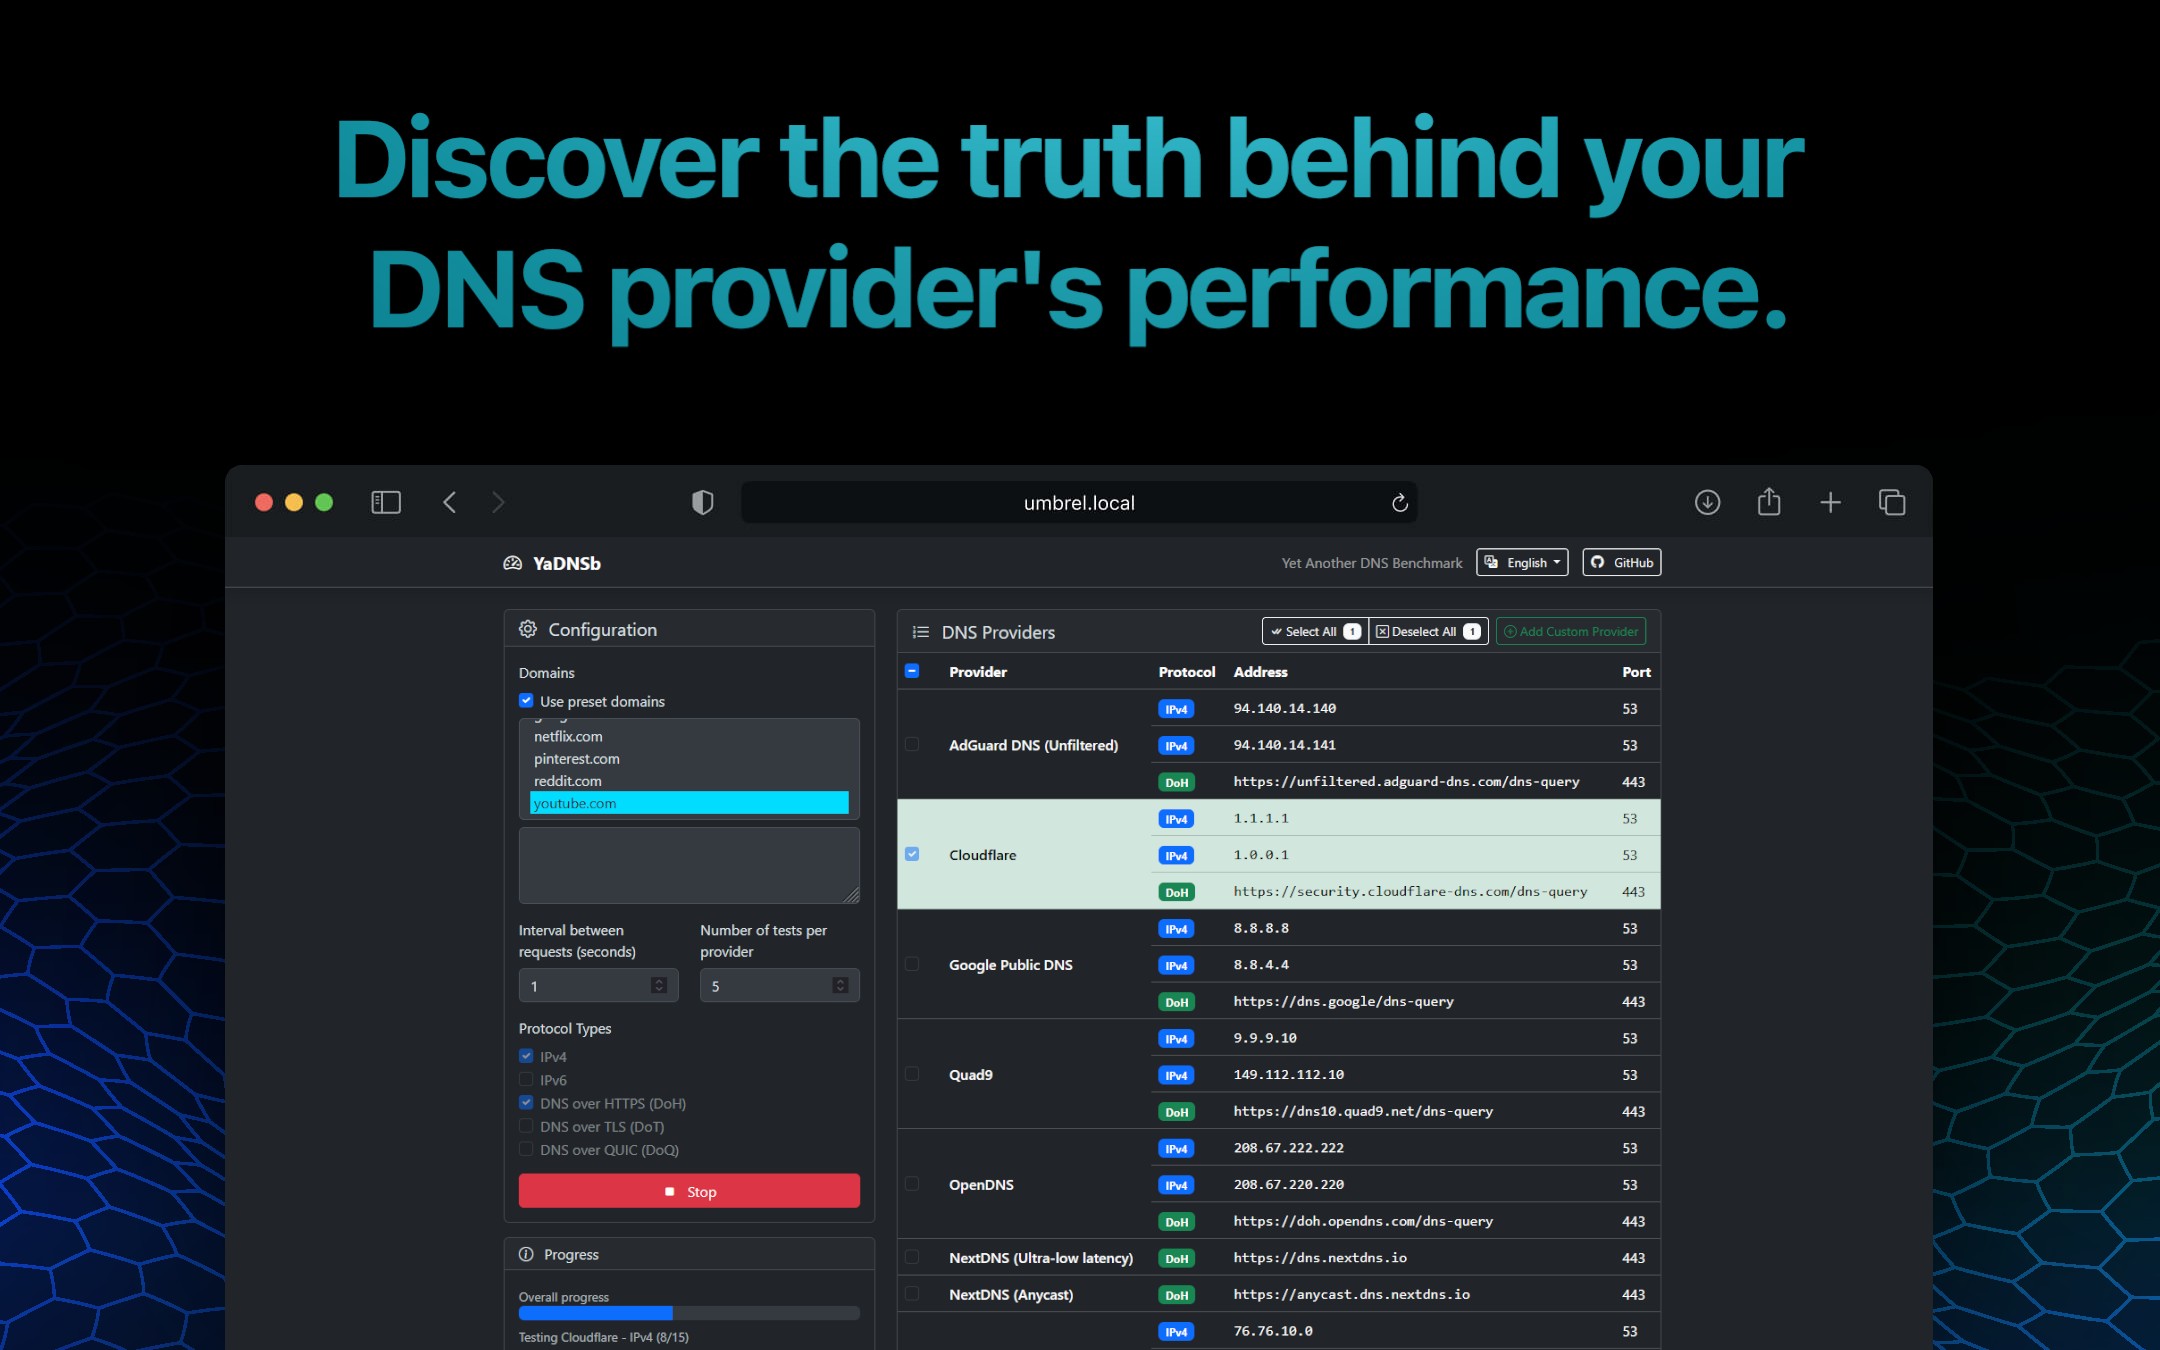 Discover the truth behind your
DNS provider's performance.
umbrel.local
YaDNSb
Yet Another DNS Benchmark
English
GitHub
Configuration
Domains
Use preset domains
netflix.com
pinterest.com
reddit.com
youtube.com
Interval between
requests (seconds)
Number of tests per
provider
1
5
Protocol Types
IPv4
IPv6
DNS over HTTPS (DoH)
DNS over TLS (DoT)
DNS over QUIC (DoQ)
Stop
Progress
Overall progress
Testing Cloudflare - IPv4 (8/15)
DNS Providers
Select All 1
Deselect All 1
Add Custom Provider
Provider Protocol Address Port
IPv4 94.140.14.140 53
AdGuard DNS (Unfiltered) IPv4 94.140.14.141 53
DoH https://unfiltered.adguard-dns.com/dns-query 443
IPv4 1.1.1.1 53
Cloudflare IPv4 1.0.0.1 53
DoH https://security.cloudflare-dns.com/dns-query 443
IPv4 8.8.8.8 53
Google Public DNS IPv4 8.8.4.4 53
DoH https://dns.google/dns-query 443
IPv4 9.9.9.10 53
Quad9 IPv4 149.112.112.10 53
DoH https://dns10.quad9.net/dns-query 443
IPv4 208.67.222.222 53
OpenDNS IPv4 208.67.220.220 53
DoH https://doh.opendns.com/dns-query 443
NextDNS (Ultra-low latency) DoH https://dns.nextdns.io 443
NextDNS (Anycast) DoH https://anycast.dns.nextdns.io 443
IPv4 76.76.10.0 53